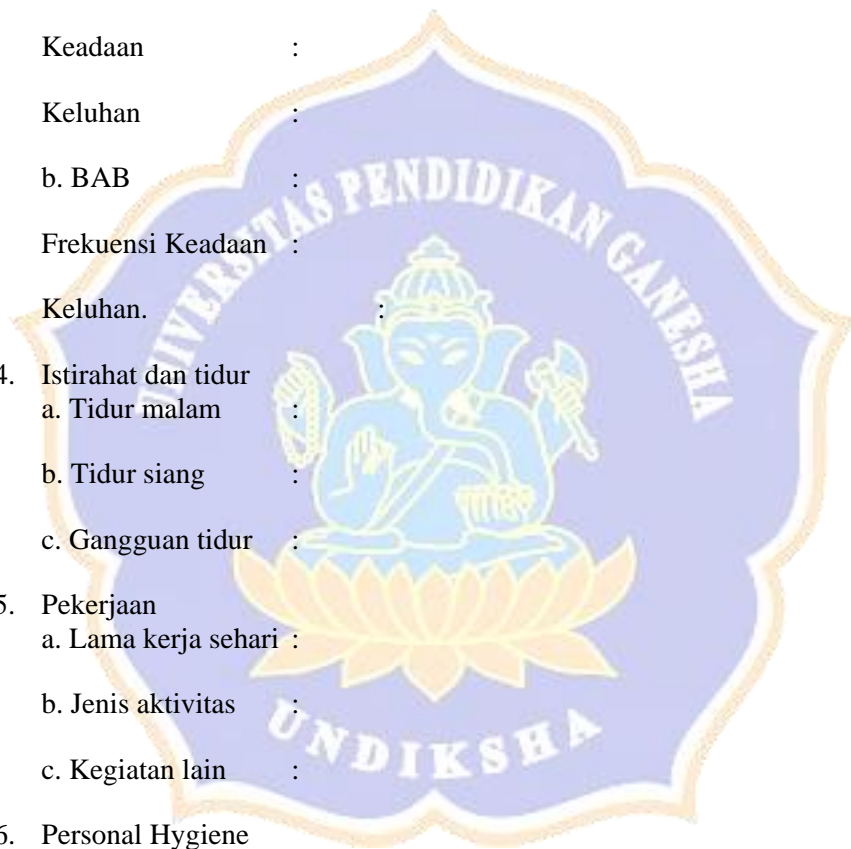 Keadaan :
Keluhan :
b. BAB :
Frekuensi Keadaan :
Keluhan. :
4. Istirahat dan tidur
a. Tidur malam :
b. Tidur siang :
c. Gangguan tidur :
5. Pekerjaan
a. Lama kerja sehari :
b. Jenis aktivitas :
c. Kegiatan lain :
6. Personal Hygiene
UNIVERSITAS PENDIDIKAN GANESHA
UNDIKSHA